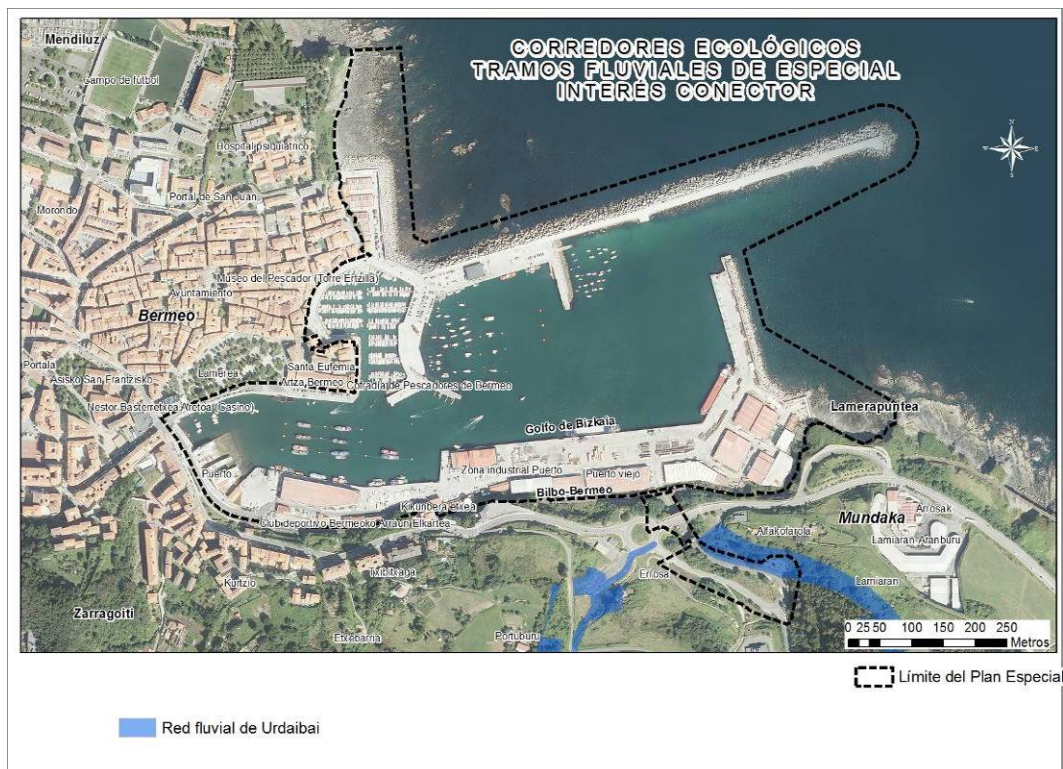 Mendiluz
Campo de futbol
CORREDORES ECOLÓGICOS
TRAMOS FLUVIALES DE ESPECIAL
INTERÉS CONECTOR
Hospital psiquiatrico
N
W E
S
Portal de San Juan
Morondo
Museo del Pescador (Torre Ertzilla)
Ayuntamiento
Bermeo
Portala
Asisko San Frantzisko
Lamerea
Santa Eufemia
Artza Bermeo
Cofradía de Pescadores de Bermeo
Nestor Basterretxea Aretoa (Casino)
Lamerapuntea
Golfo de Bizkaia
Puerto
Zona industrial Puerto
Puerto viejo
Bilbo-Bermeo
Kikunbera etxea
Club deportivo Bermeoko Arraun Elkartea
Alfakofarola
Mundaka
Arrosak
Lamiaran Aranburu
Txibitxaga
Errosa
Kurtzio
Lamiaran
Zarragoiti
Etxebarria
Portuburu
0 25 50 100 150 200 250
Metros
Límite del Plan Especial
Red fluvial de Urdaibai